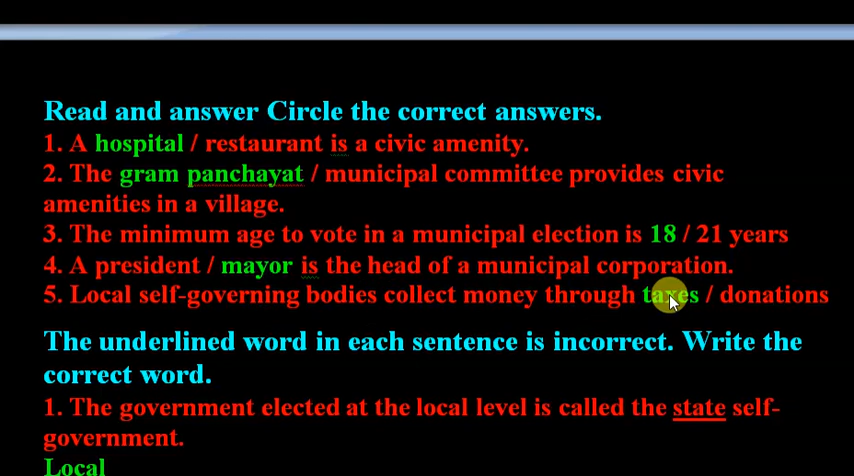 Read and answer Circle the correct answers.
1. A hospital / restaurant is a civic amenity.
2. The gram panchayat / municipal committee provides civic
amenities in a village.
3. The minimum age to vote in a municipal election is 18 / 21 years
4. A president / mayor is the head of a municipal corporation.
5. Local self-governing bodies collect money through taxes / donations
The underlined word in each sentence is incorrect. Write the
correct word.
1. The government elected at the local level is called the state self-
government.
Local